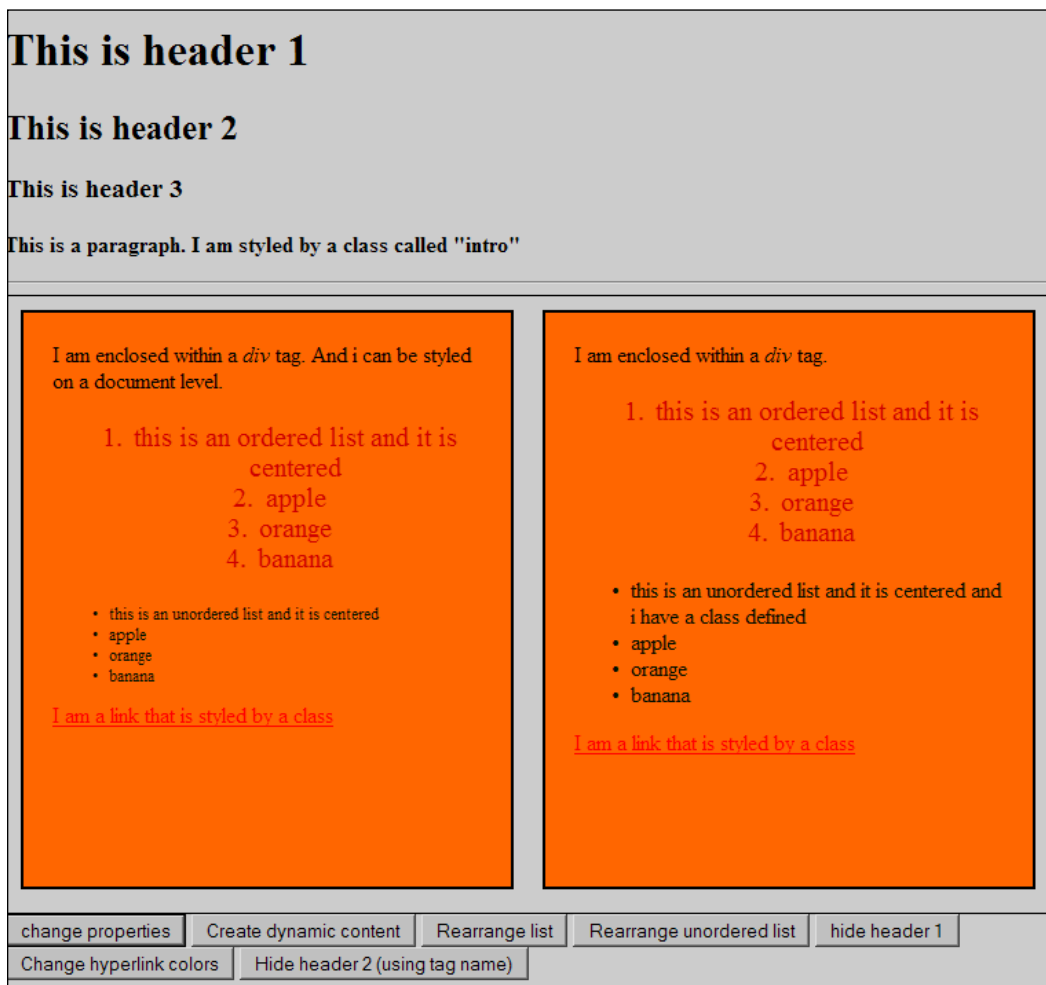 This is header 1
This is header 2
This is header 3
This is a paragraph. I am styled by a class called "intro"
I am enclosed within a div tag. And i can be styled
on a document level.
1. this is an ordered list and it is
centered
2. apple
3. orange
4. banana
• this is an unordered list and it is centered
• apple
• orange
• banana
I am a link that is styled by a class
I am enclosed within a div tag.
1. this is an ordered list and it is
centered
2. apple
3. orange
4. banana
• this is an unordered list and it is centered and
i have a class defined
• apple
• orange
• banana
I am a link that is styled by a class
change properties Create dynamic content Rearrange list Rearrange unordered list hide header 1
Change hyperlink colors Hide header 2 (using tag name)